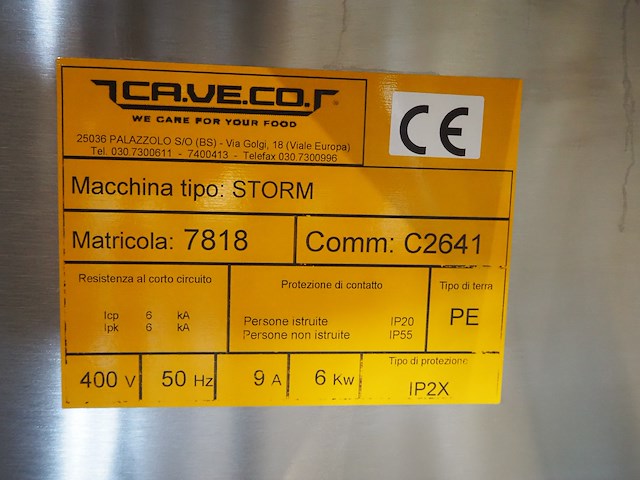 CA.VE.CO.
WE CARE FOR YOUR FOOD
25036 PALAZZOLO S/O (BS) - Via Golgi, 18 (Viale Europa)
Tel. 030.7300611 - 7400413 - Telefax 030.7300996
CE
Macchina tipo: STORM
Matricola: 7818
Comm: C2641
Resistenza al corto circuito
Icp 6 kA
Ipk 6 kA
Protezione di contatto
Persone istruite IP20
Persone non istruite IP55
Tipo di terra
PE
400 V
50 Hz
9 A
6 Kw
Tipo di protezione
IP2X